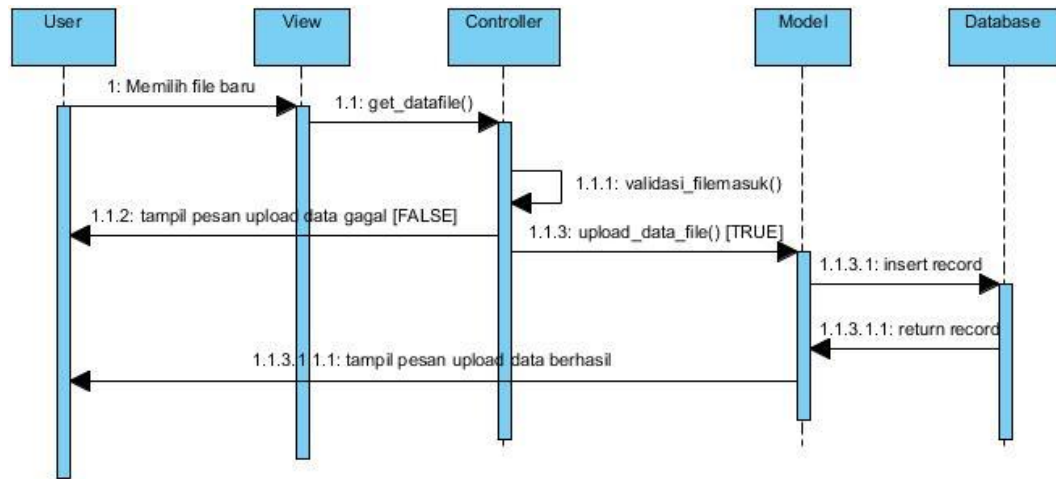 User
View
Controller
Model
Database
1: Memilih file baru
1.1: get_datafile()
1.1.1: validasi_filemasuk()
1.1.2: tampil pesan upload data gagal [FALSE]
1.1.3: upload_data_file() [TRUE]
1.1.3.1: insert record
1.1.3.1.1: return record
1.1.3.1 1.1: tampil pesan upload data berhasil